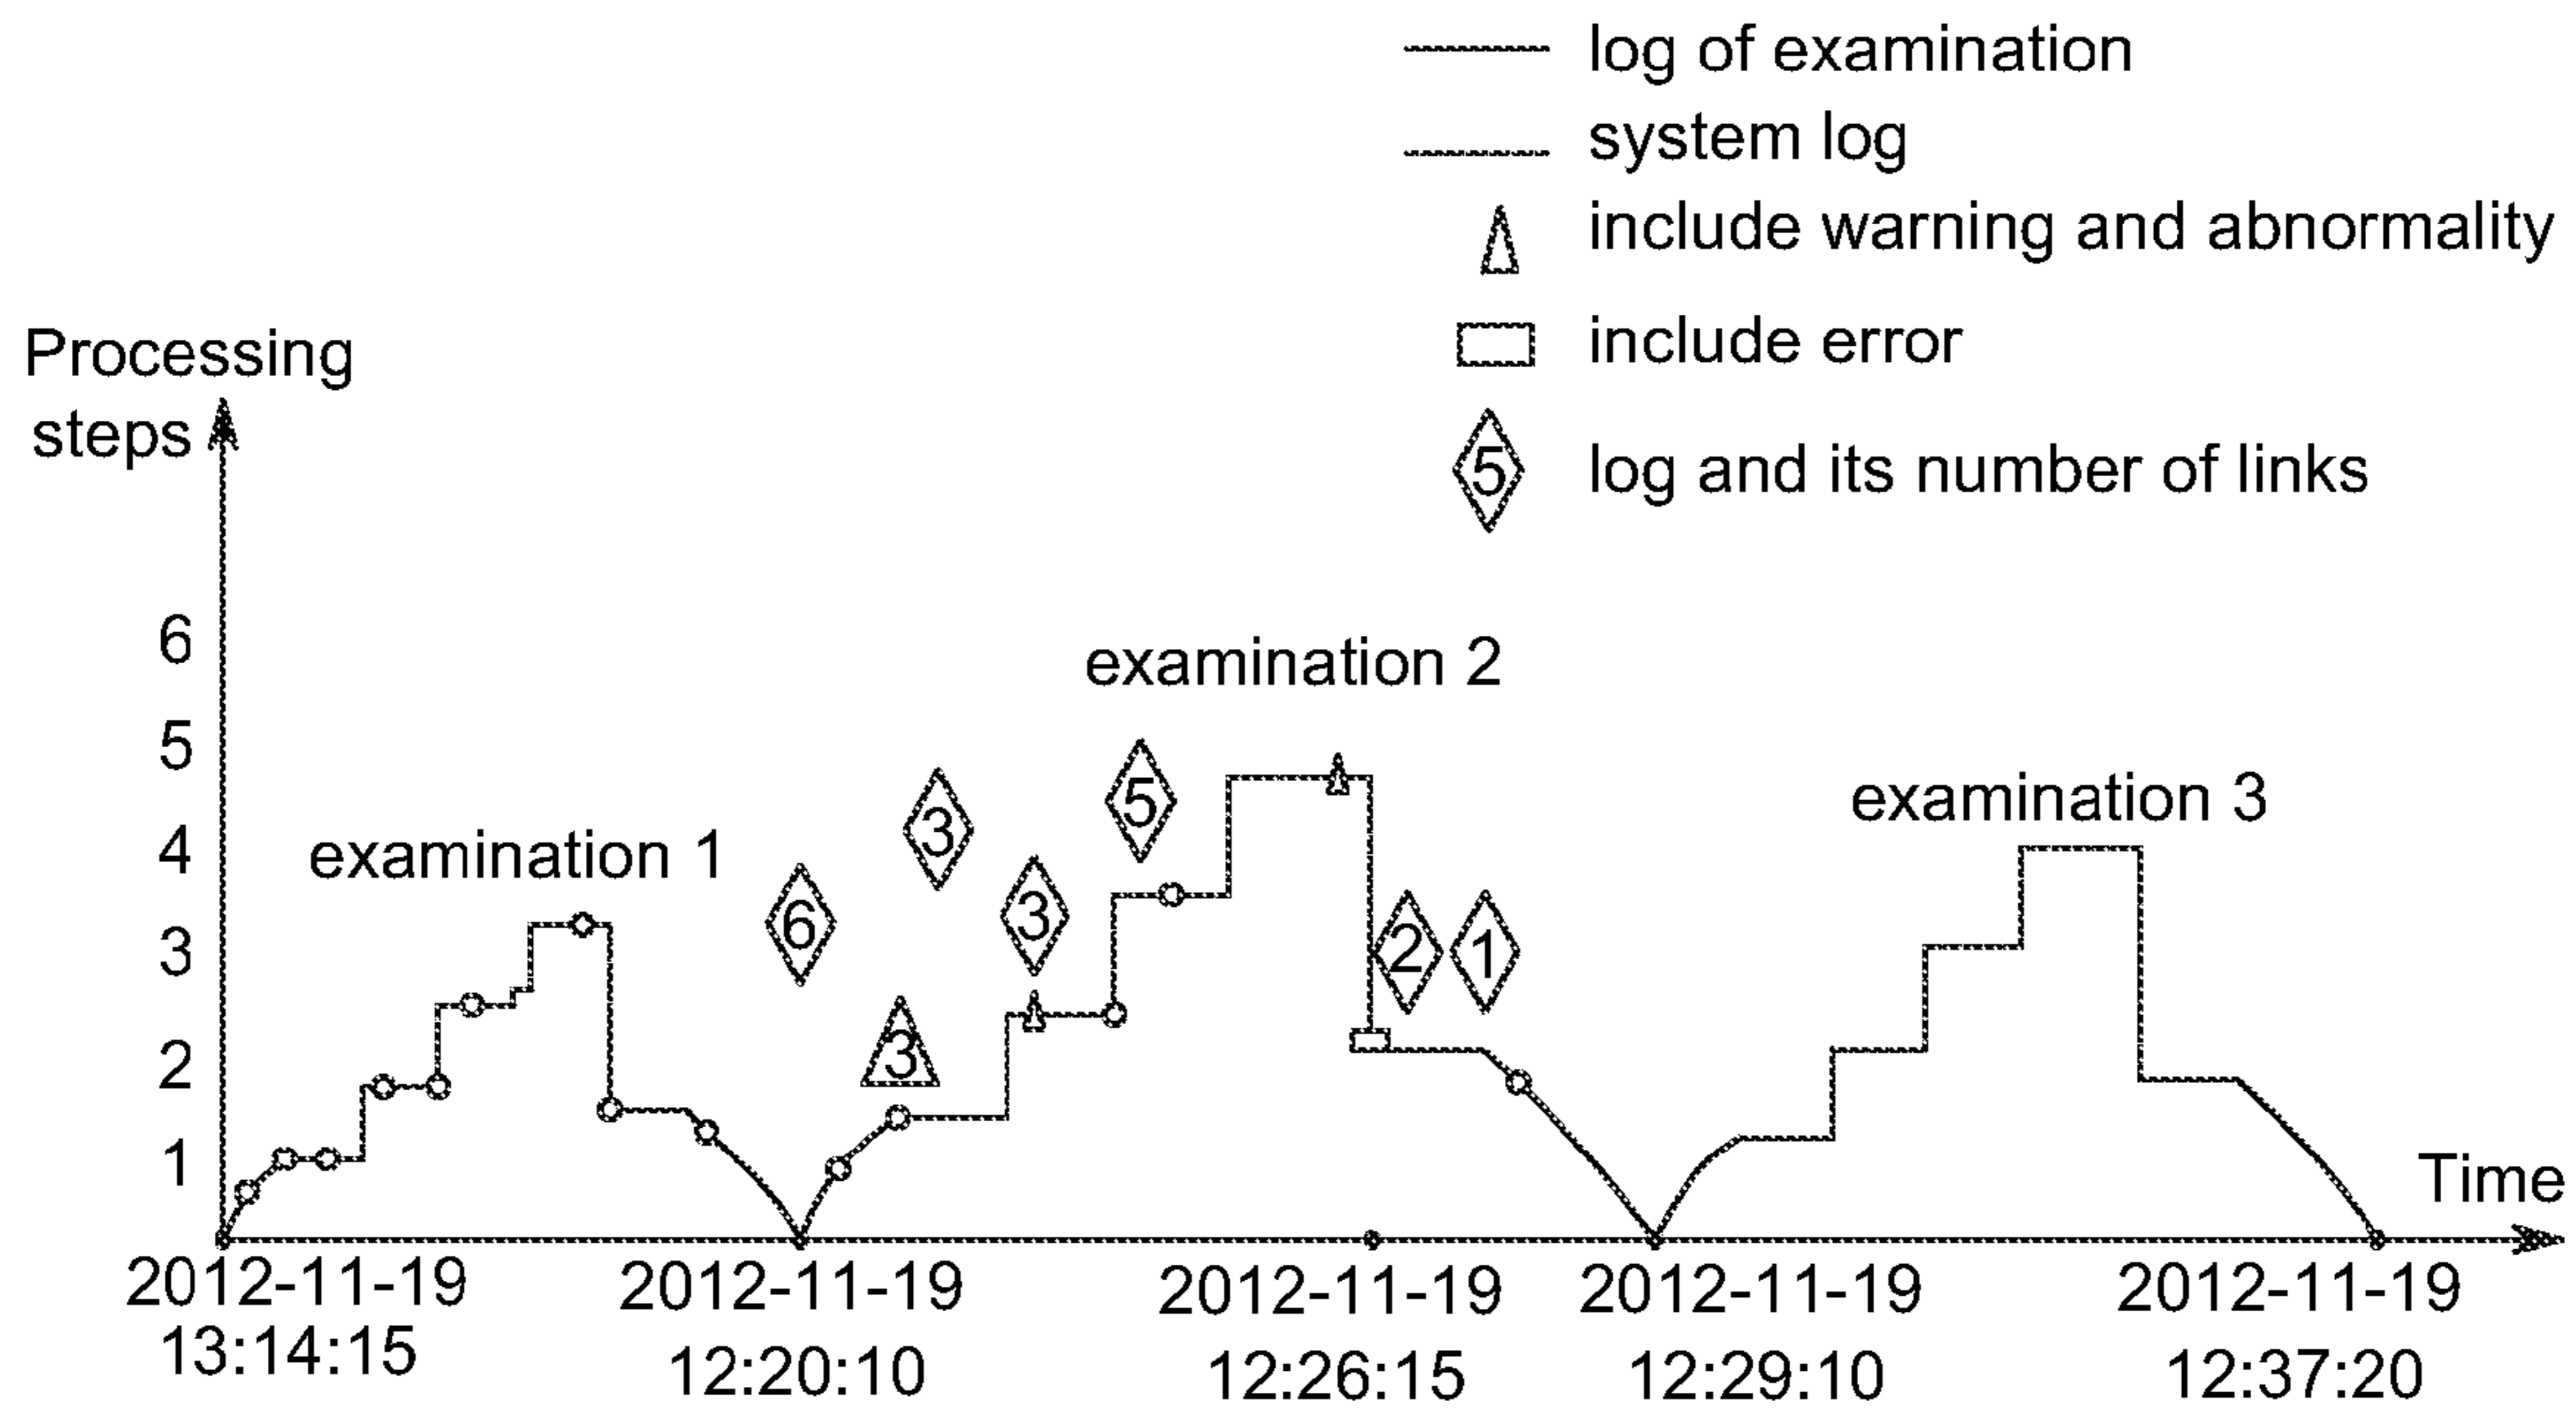 log of examination
system log
include warning and abnormality
include error
5
log and its number of links
Processing
steps
6
5
4
3
2
1
examination 1
examination 2
examination 3
6
3
3
3
5
2
1
Time
2012-11-19
13:14:15
2012-11-19
12:20:10
2012-11-19
12:26:15
2012-11-19
12:29:10
2012-11-19
12:37:20